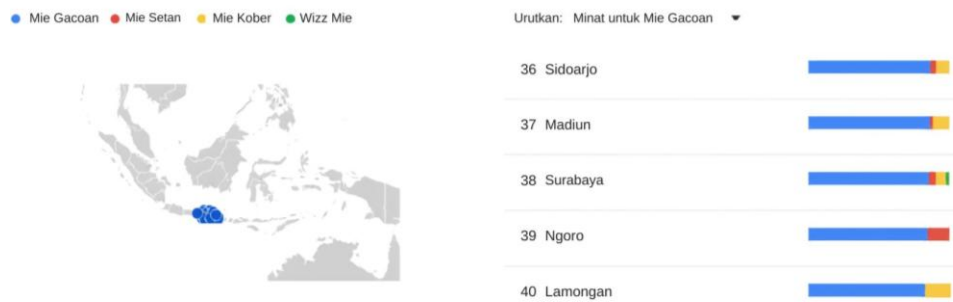 Mie Gacoan Mie Setan Mie Kober Wizz Mie
Urutkan: Minat untuk Mie Gacoan
36 Sidoarjo
37 Madiun
38 Surabaya
39 Ngoro
40 Lamongan